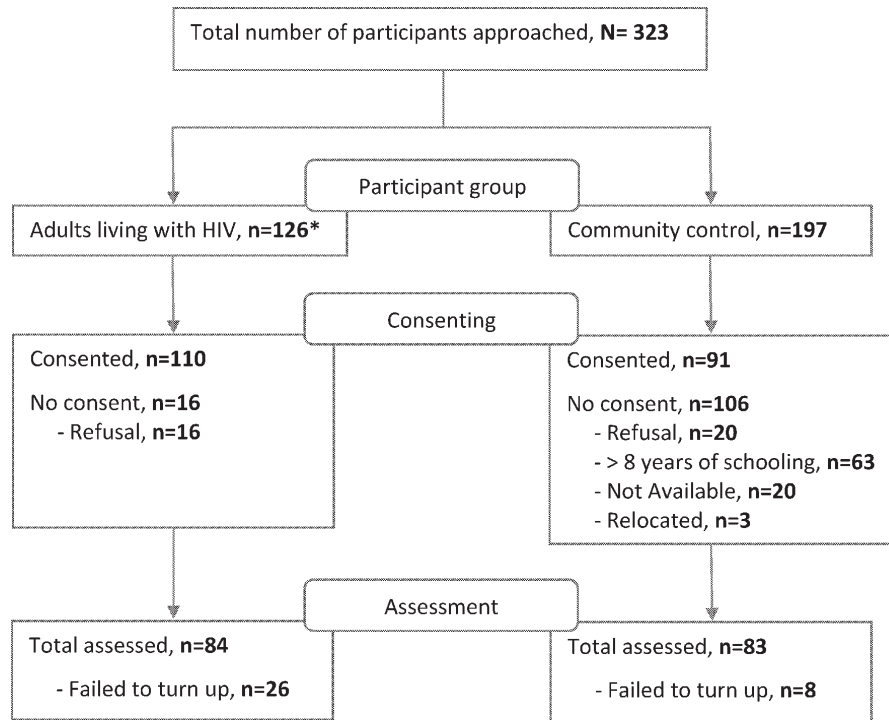 Total number of participants approached, N= 323
Participant group
Adults living with HIV, n=126*
Community control, n=197
Consenting
Consented, n=110
No consent, n=16
- Refusal, n=16
Consented, n=91
No consent, n=106
- Refusal, n=20
- > 8 years of schooling, n=63
- Not Available, n=20
- Relocated, n=3
Assessment
Total assessed, n=84
- Failed to turn up, n=26
Total assessed, n=83
- Failed to turn up, n=8